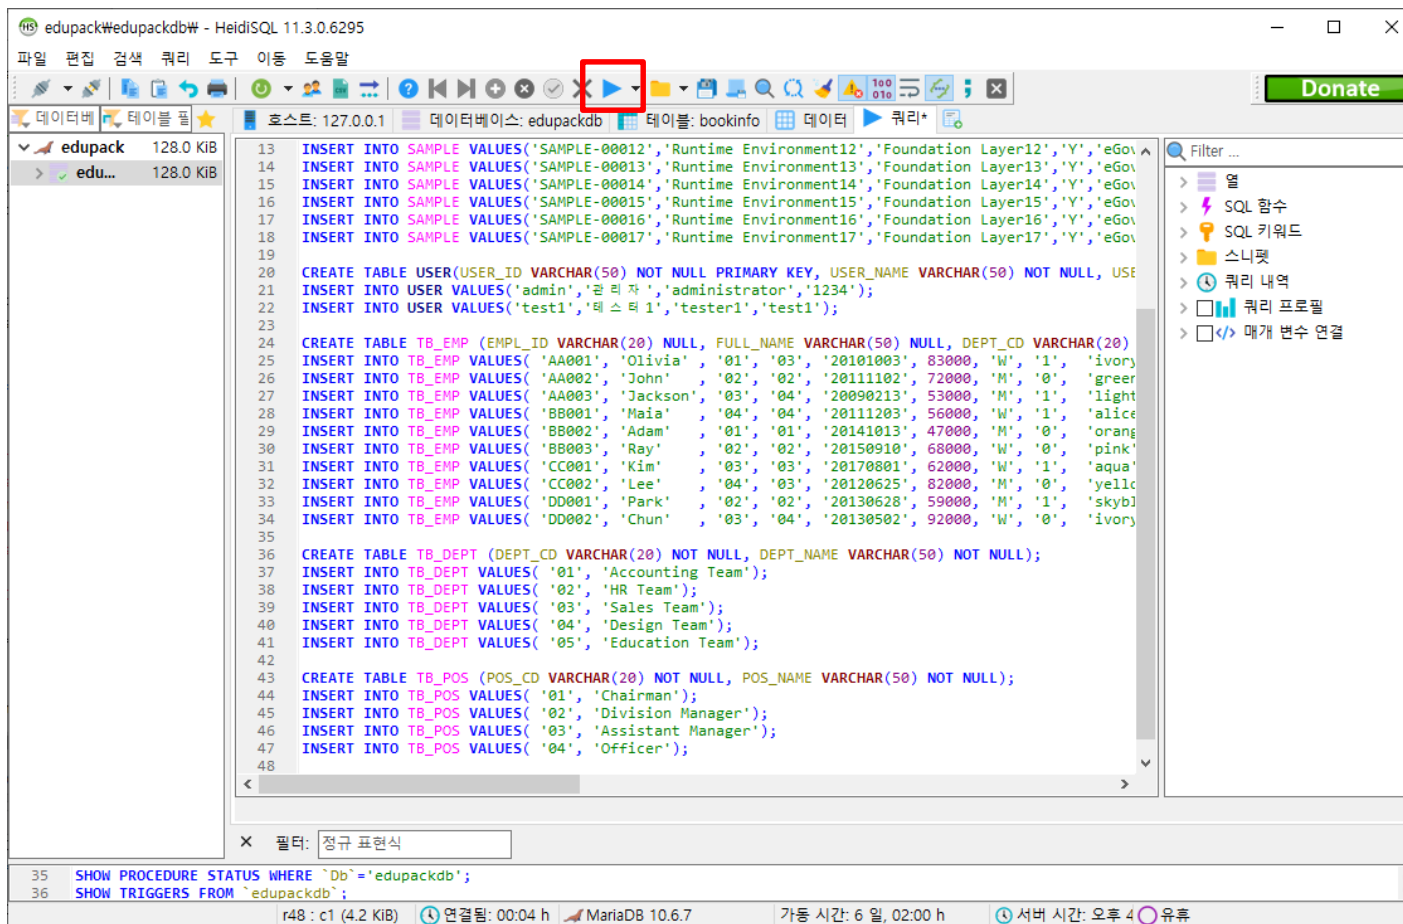 edupack₩edupackdb₩ - HeidiSQL 11.3.0.6295
파일 편집 검색 쿼리 도구 이동 도움말
Donate
데이터베 테이블 필 호스트: 127.0.0.1 데이터베이스: edupackdb 테이블: bookinfo 데이터 쿼리*
edupack 128.0 KiB
edu... 128.0 KiB
13 INSERT INTO SAMPLE VALUES('SAMPLE-00012','Runtime Environment12','Foundation Layer12','Y','eGov
14 INSERT INTO SAMPLE VALUES('SAMPLE-00013','Runtime Environment13','Foundation Layer13','Y','eGov
15 INSERT INTO SAMPLE VALUES('SAMPLE-00014','Runtime Environment14','Foundation Layer14','Y','eGov
16 INSERT INTO SAMPLE VALUES('SAMPLE-00015','Runtime Environment15','Foundation Layer15','Y','eGov
17 INSERT INTO SAMPLE VALUES('SAMPLE-00016','Runtime Environment16','Foundation Layer16','Y','eGov
18 INSERT INTO SAMPLE VALUES('SAMPLE-00017','Runtime Environment17','Foundation Layer17','Y','eGov
19
20 CREATE TABLE USER(USER_ID VARCHAR(50) NOT NULL PRIMARY KEY, USER_NAME VARCHAR(50) NOT NULL, USE
21 INSERT INTO USER VALUES('admin','관리자','administrator','1234');
22 INSERT INTO USER VALUES('test1','테스터1','tester1','test1');
23
24 CREATE TABLE TB_EMP (EMPL_ID VARCHAR(20) NULL, FULL_NAME VARCHAR(50) NULL, DEPT_CD VARCHAR(20)
25 INSERT INTO TB_EMP VALUES( 'AA001', 'Olivia' , '01', '03', '20101003', 83000, 'W', '1', 'ivory
26 INSERT INTO TB_EMP VALUES( 'AA002', 'John' , '02', '02', '20111102', 72000, 'M', '0', 'green
27 INSERT INTO TB_EMP VALUES( 'AA003', 'Jackson', '03', '04', '20090213', 53000, 'M', '1', 'light
28 INSERT INTO TB_EMP VALUES( 'BB001', 'Maia' , '04', '04', '20111203', 56000, 'W', '1', 'alice
29 INSERT INTO TB_EMP VALUES( 'BB002', 'Adam' , '01', '01', '20141013', 47000, 'M', '0', 'orang
30 INSERT INTO TB_EMP VALUES( 'BB003', 'Ray' , '02', '02', '20150910', 68000, 'W', '0', 'pink'
31 INSERT INTO TB_EMP VALUES( 'CC001', 'Kim' , '03', '03', '20170801', 62000, 'W', '1', 'aqua'
32 INSERT INTO TB_EMP VALUES( 'CC002', 'Lee' , '04', '03', '20120625', 82000, 'M', '0', 'yello
33 INSERT INTO TB_EMP VALUES( 'DD001', 'Park' , '02', '02', '20130628', 59000, 'M', '1', 'skybl
34 INSERT INTO TB_EMP VALUES( 'DD002', 'Chun' , '03', '04', '20130502', 92000, 'W', '0', 'ivory
35
36 CREATE TABLE TB_DEPT (DEPT_CD VARCHAR(20) NOT NULL, DEPT_NAME VARCHAR(50) NOT NULL);
37 INSERT INTO TB_DEPT VALUES( '01', 'Accounting Team');
38 INSERT INTO TB_DEPT VALUES( '02', 'HR Team');
39 INSERT INTO TB_DEPT VALUES( '03', 'Sales Team');
40 INSERT INTO TB_DEPT VALUES( '04', 'Design Team');
41 INSERT INTO TB_DEPT VALUES( '05', 'Education Team');
42
43 CREATE TABLE TB_POS (POS_CD VARCHAR(20) NOT NULL, POS_NAME VARCHAR(50) NOT NULL);
44 INSERT INTO TB_POS VALUES( '01', 'Chairman');
45 INSERT INTO TB_POS VALUES( '02', 'Division Manager');
46 INSERT INTO TB_POS VALUES( '03', 'Assistant Manager');
47 INSERT INTO TB_POS VALUES( '04', 'Officer');
48
Filter ...
열
SQL 함수
SQL 키워드
스니펫
쿼리 내역
쿼리 프로필
매개 변수 연결
필터: 정규 표현식
35 SHOW PROCEDURE STATUS WHERE `Db`='edupackdb';
36 SHOW TRIGGERS FROM `edupackdb`;
r48 : c1 (4.2 KiB) 연결됨: 00:04 h MariaDB 10.6.7 가동 시간: 6 일, 02:00 h 서버 시간: 오후 4 유휴